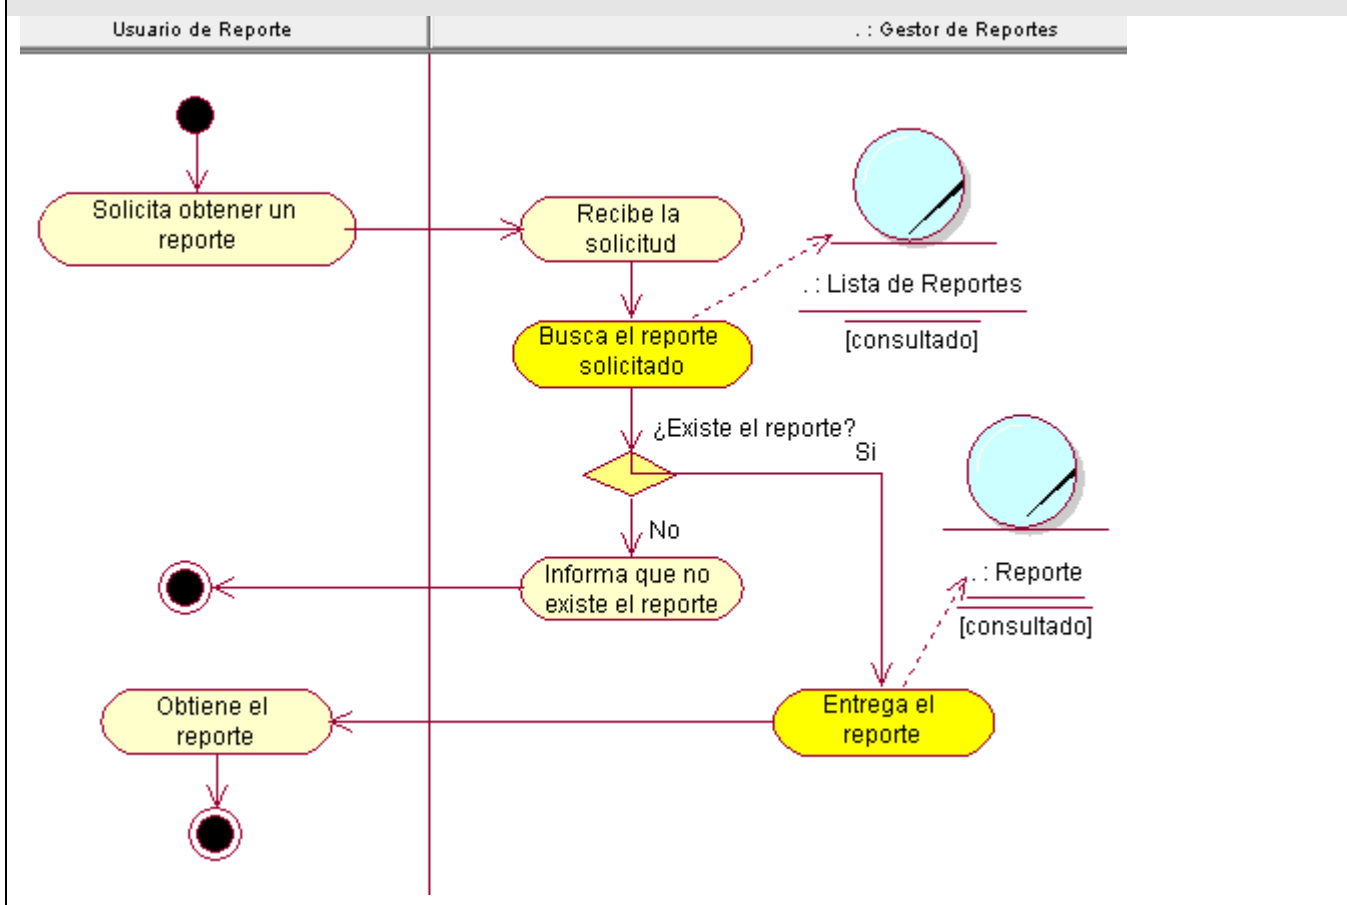 Usuario de Reporte
. : Gestor de Reportes
Solicita obtener un
reporte
Recibe la
solicitud
. : Lista de Reportes
[consultado]
Busca el reporte
solicitado
¿Existe el reporte?
Si
No
Informa que no
existe el reporte
. : Reporte
[consultado]
Entrega el
reporte
Obtiene el
reporte